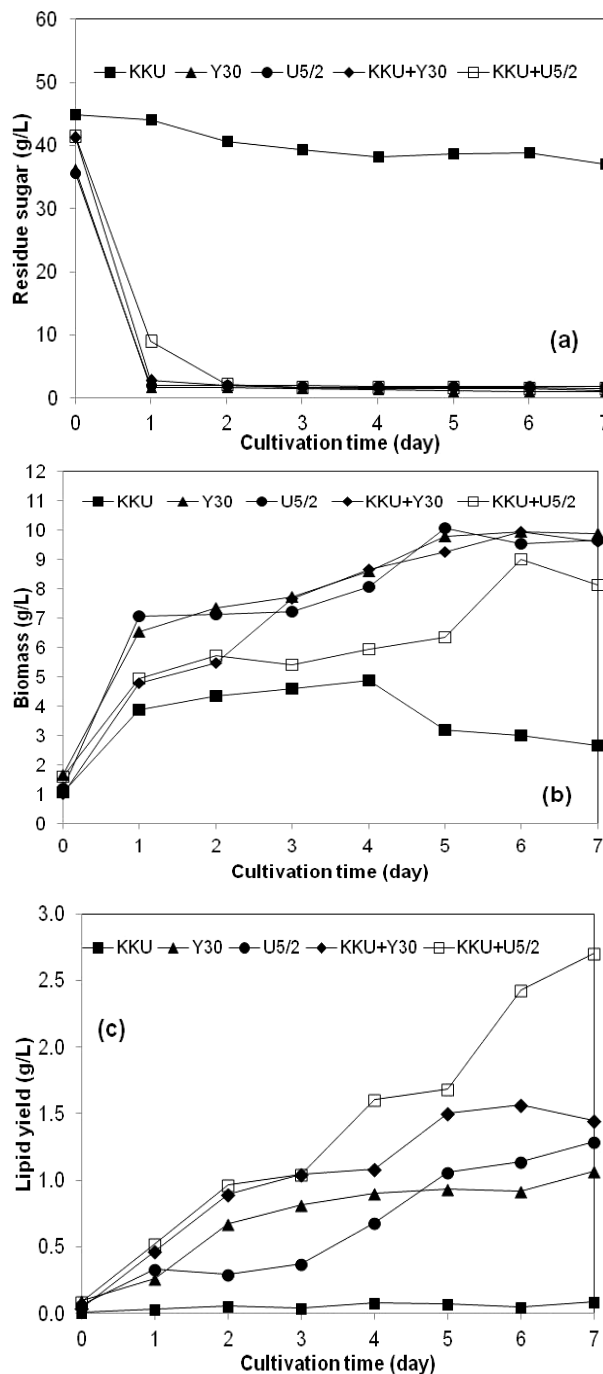 60
KKU Y30 U5/2 KKU+Y30 KKU+U5/2
50
40
30
20
10
0
Residue sugar (g/L)
(a)
0 1 2 3 4 5 6 7
Cultivation time (day)
12
KKU Y30 U5/2 KKU+Y30 KKU+U5/2
11
10
9
8
7
6
5
4
3
2
1
0
Biomass (g/L)
(b)
0 1 2 3 4 5 6 7
Cultivation time (day)
3.0
KKU Y30 U5/2 KKU+Y30 KKU+U5/2
2.5
2.0
1.5
1.0
0.5
0.0
Lipid yield (g/L)
(c)
0 1 2 3 4 5 6 7
Cultivation time (day)